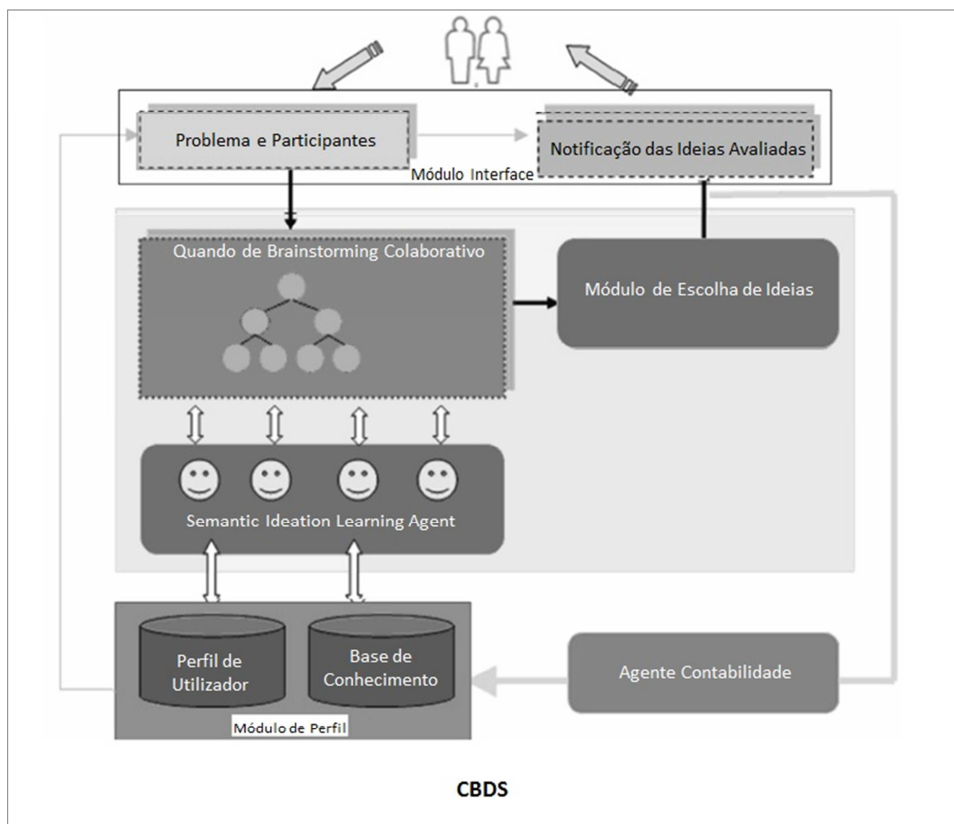 Problema e Participantes
Notificação das Ideias Avaliadas
Módulo Interface
Quando de Brainstorming Colaborativo
Módulo de Escolha de Ideias
Semantic Ideation Learning Agent
Perfil de
Utilizador
Base de
Conhecimento
Agente Contabilidade
Módulo de Perfil
CBDS